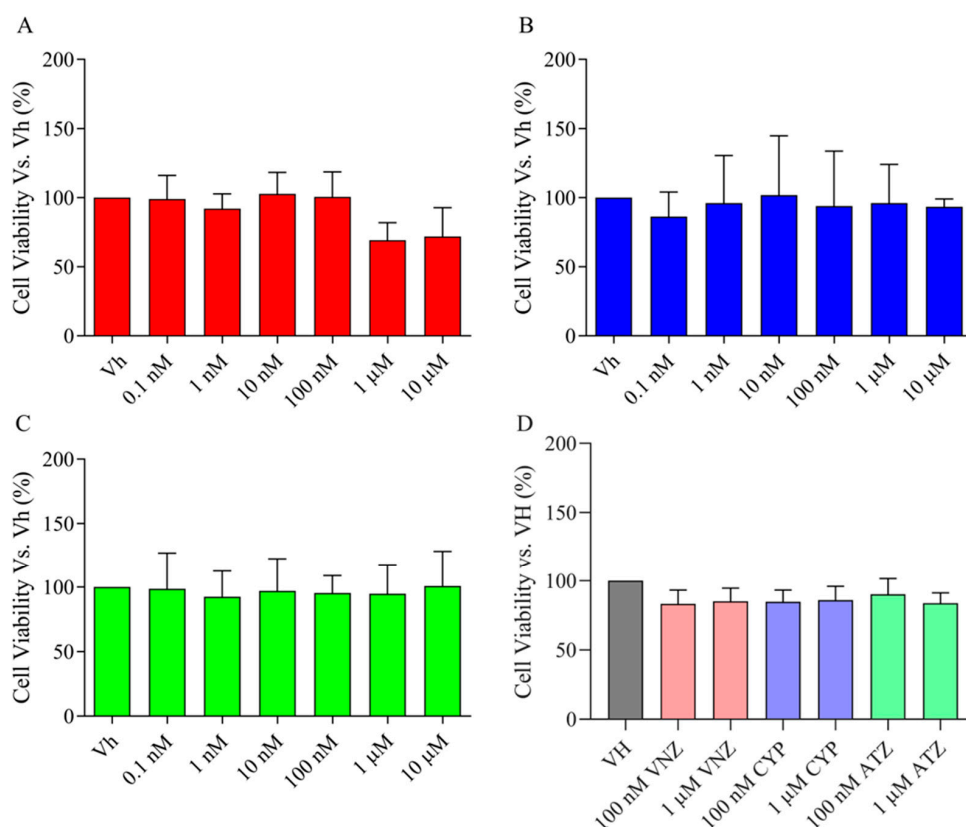 A
Cell Viability Vs. Vh (%)
200
150
100
50
0
Vh
0.1 nM
1 nM
10 nM
100 nM
1 µM
10 µM
B
Cell Viability Vs. Vh (%)
200
150
100
50
0
Vh
0.1 nM
1 nM
10 nM
100 nM
1 µM
10 µM
C
Cell Viability Vs. Vh (%)
200
150
100
50
0
Vh
0.1 nM
1 nM
10 nM
100 nM
1 µM
10 µM
D
Cell Viability vs. VH (%)
200
150
100
50
0
VH
100 nM VNZ
1 µM VNZ
100 nM CYP
1 µM CYP
100 nM ATZ
1 µM ATZ